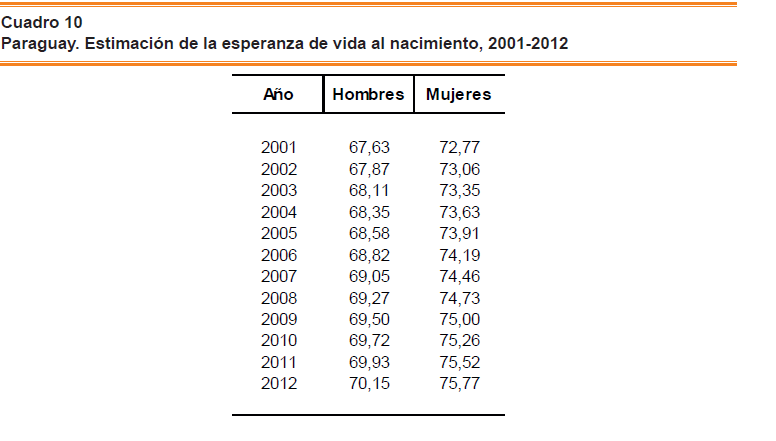 Cuadro 10
Paraguay. Estimación de la esperanza de vida al nacimiento, 2001-2012
Año Hombres Mujeres
2001 67,63 72,77
2002 67,87 73,06
2003 68,11 73,35
2004 68,35 73,63
2005 68,58 73,91
2006 68,82 74,19
2007 69,05 74,46
2008 69,27 74,73
2009 69,50 75,00
2010 69,72 75,26
2011 69,93 75,52
2012 70,15 75,77